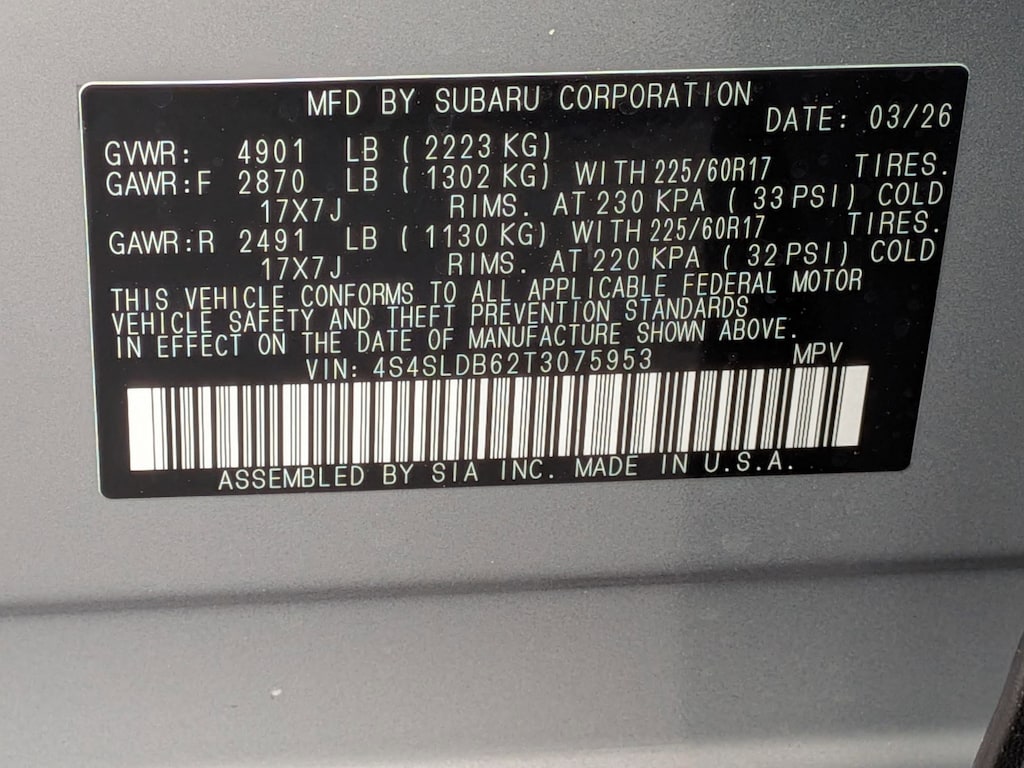 MFD BY SUBARU CORPORATION
DATE: 03/26
GVWR: 4901 LB ( 2223 KG)
GAWR:F 2870 LB ( 1302 KG) WITH 225/60R17 TIRES.
17X7J RIMS. AT 230 KPA ( 33 PSI) COLD
GAWR:R 2491 LB ( 1130 KG) WITH 225/60R17 TIRES.
17X7J RIMS. AT 220 KPA ( 32 PSI) COLD
THIS VEHICLE CONFORMS TO ALL APPLICABLE FEDERAL MOTOR
VEHICLE SAFETY AND THEFT PREVENTION STANDARDS
IN EFFECT ON THE DATE OF MANUFACTURE SHOWN ABOVE.
VIN: 4S4SLDB62T3075953 MPV
ASSEMBLED BY SIA INC. MADE IN U.S.A.